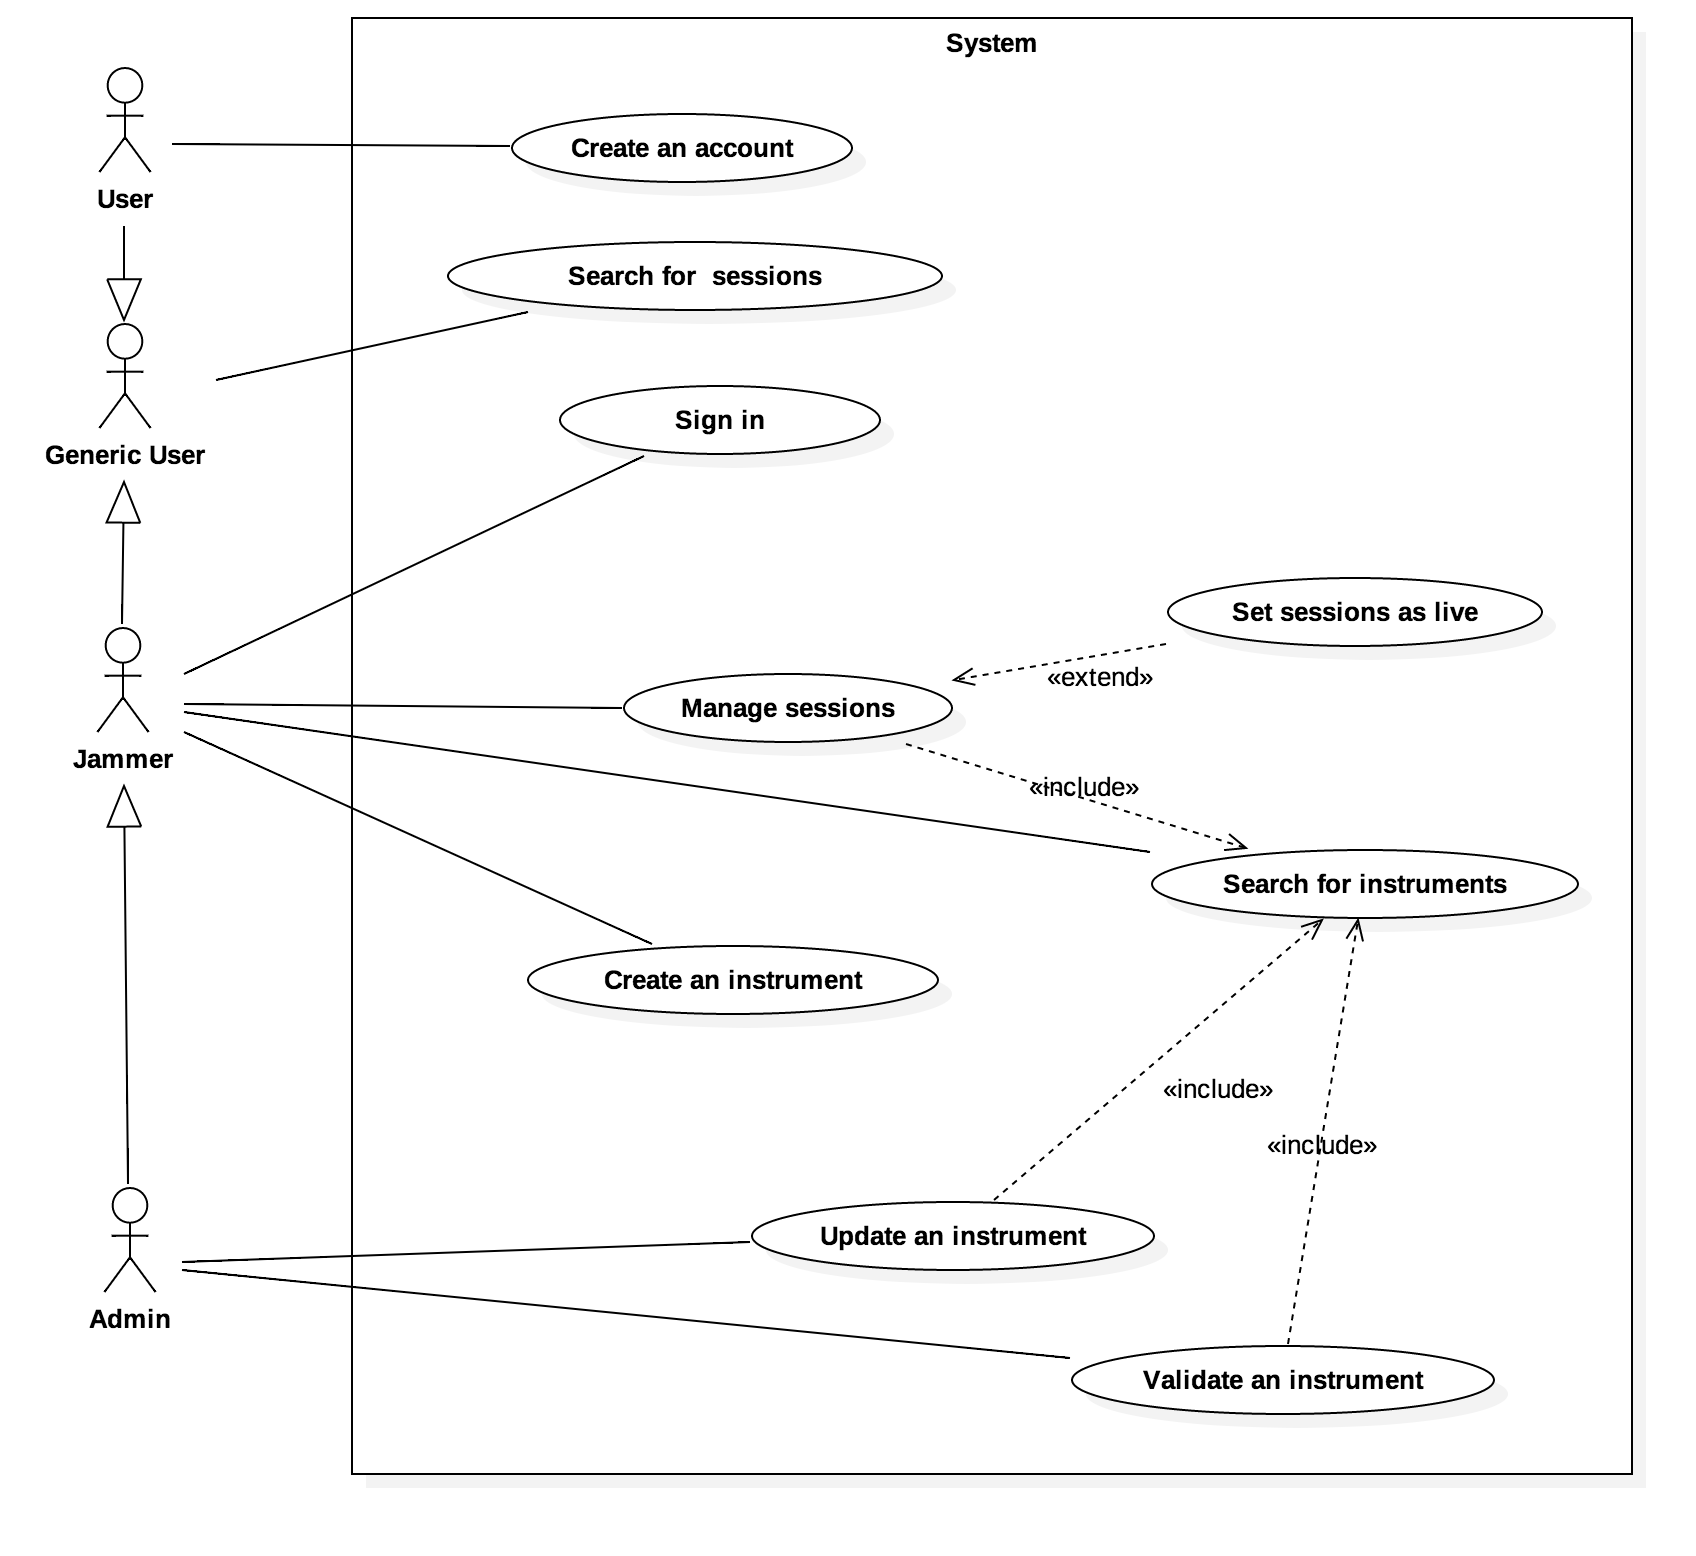 System
User
Create an account
Search for  sessions
Generic User
Sign in
Set sessions as live
«extend»
Manage sessions
Jammer
«include»
Search for instruments
Create an instrument
«include»
«include»
Update an instrument
Admin
Validate an instrument